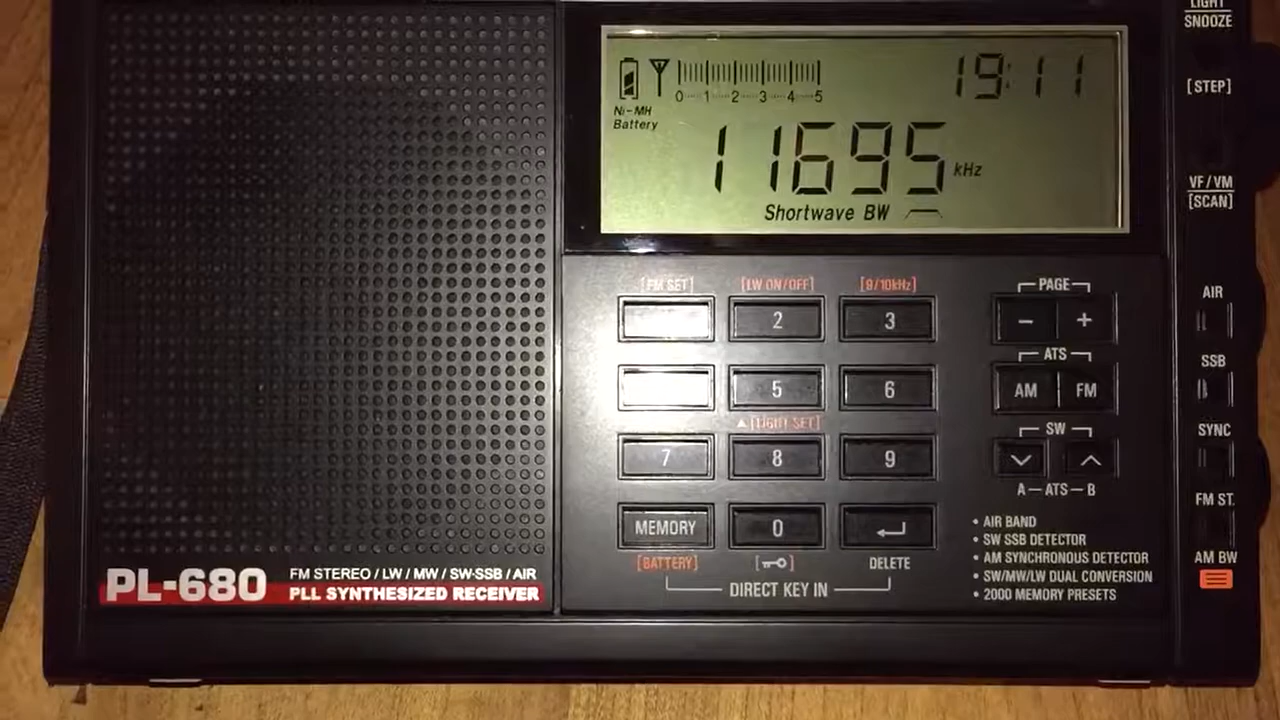 LIGHT
SNOOZE
[STEP]
VF/VM
[SCAN]
AIR
SSB
SYNC
FM ST.
AM BW
19:11
0 1 2 3 4 5
Ni-MH
Battery
11695 kHz
Shortwave BW
[FM SET] [LW ON/OFF] [9/10kHz]
2 3
5 6
[LIGHT SET]
7 8 9
MEMORY 0
[BATTERY] DELETE
DIRECT KEY IN
PAGE
- +
ATS
AM FM
SW
A-ATS-B
• AIR BAND
• SW SSB DETECTOR
• AM SYNCHRONOUS DETECTOR
• SW/MW/LW DUAL CONVERSION
• 2000 MEMORY PRESETS
PL-680
FM STEREO / LW / MW / SW-SSB / AIR
PLL SYNTHESIZED RECEIVER